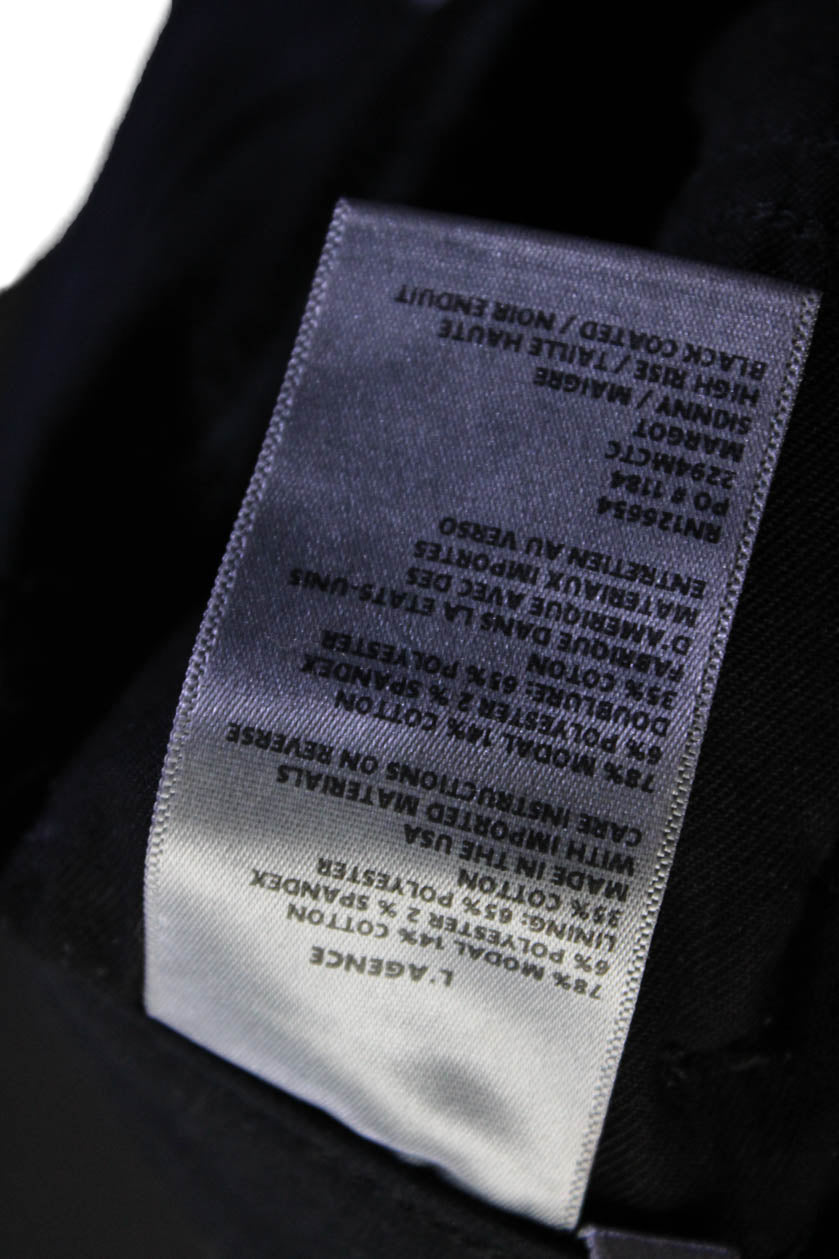 L'AGENCE
78% MODAL 14% COTTON
6% POLYESTER 2 % SPANDEX
LINING: 65% POLYESTER
35% COTTON
MADE IN THE USA
WITH IMPORTED MATERIALS
CARE INSTRUCTIONS ON REVERSE
78% MODAL 14% COTTON
6% POLYESTER 2 % SPANDEX
DOUBLURE: 65% POLYESTER
35% COTON
FABRIQUE DANS LA ETATS-UNIS
D'AMERIQUE AVEC DES
MATERIAUX IMPORTES
ENTRETIEN AU VERSO
RN125654
PO # 1184
2294MCTC
MARGOT
SKINNY / MAIGRE
HIGH RISE / TAILLE HAUTE
BLACK COATED / NOIR ENDUIT